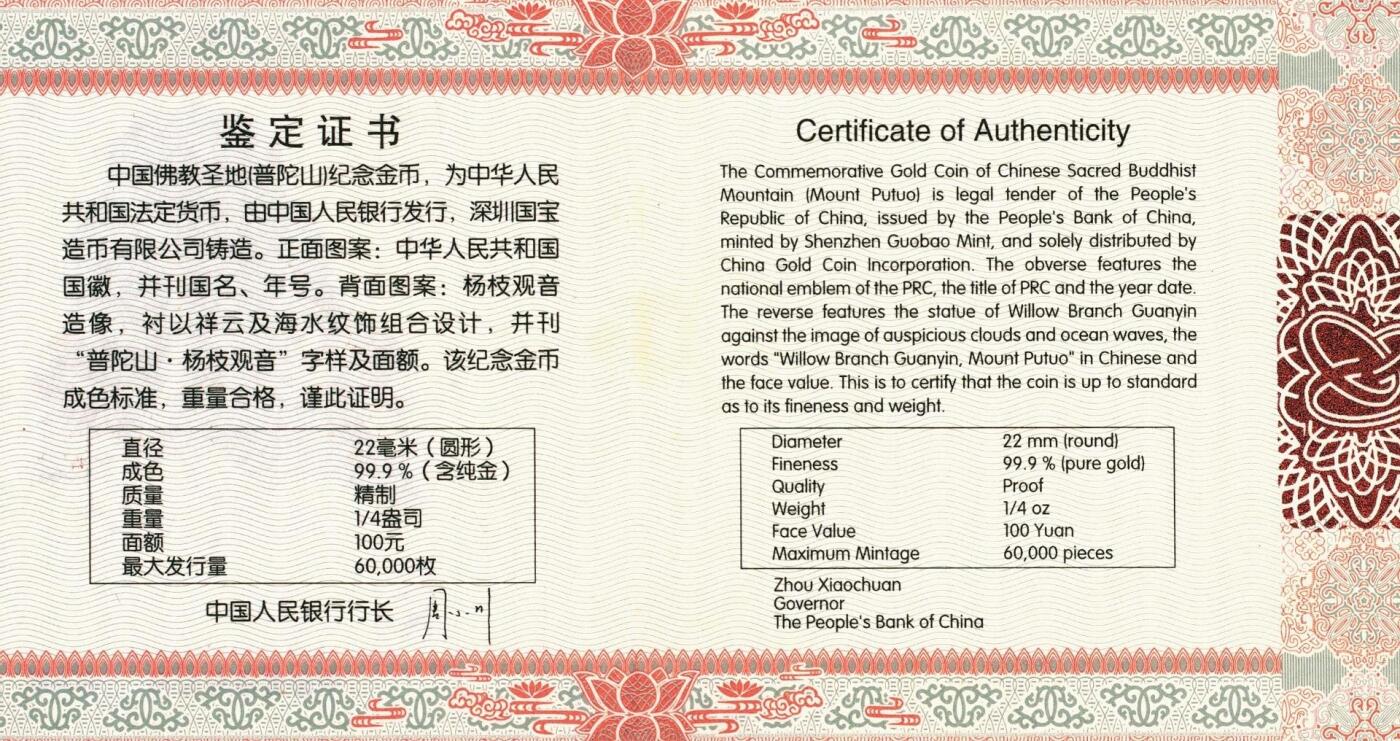 鉴定证书
中国佛教圣地(普陀山)纪念金币，为中华人民
共和国法定货币，由中国人民银行发行，深圳国宝
造币有限公司铸造。正面图案：中华人民共和国
国徽，并刊国名、年号。背面图案：杨枝观音
造像，衬以祥云及海水纹饰组合设计，并刊
“普陀山·杨枝观音”字样及面额。该纪念金币
成色标准，重量合格，谨此证明。
直径 22毫米（圆形）
成色 99.9％（含纯金）
质量 精制
重量 1/4盎司
面额 100元
最大发行量 60,000枚
中国人民银行行长 周小川
Certificate of Authenticity
The Commemorative Gold Coin of Chinese Sacred Buddhist
Mountain (Mount Putuo) is legal tender of the People's
Republic of China, issued by the People's Bank of China,
minted by Shenzhen Guobao Mint, and solely distributed by
China Gold Coin Incorporation. The obverse features the
national emblem of the PRC, the title of PRC and the year date.
The reverse features the statue of Willow Branch Guanyin
against the image of auspicious clouds and ocean waves, the
words "Willow Branch Guanyin, Mount Putuo" in Chinese and
the face value. This is to certify that the coin is up to standard
as to its fineness and weight.
Diameter 22 mm (round)
Fineness 99.9 % (pure gold)
Quality Proof
Weight 1/4 oz
Face Value 100 Yuan
Maximum Mintage 60,000 pieces
Zhou Xiaochuan
Governor
The People's Bank of China